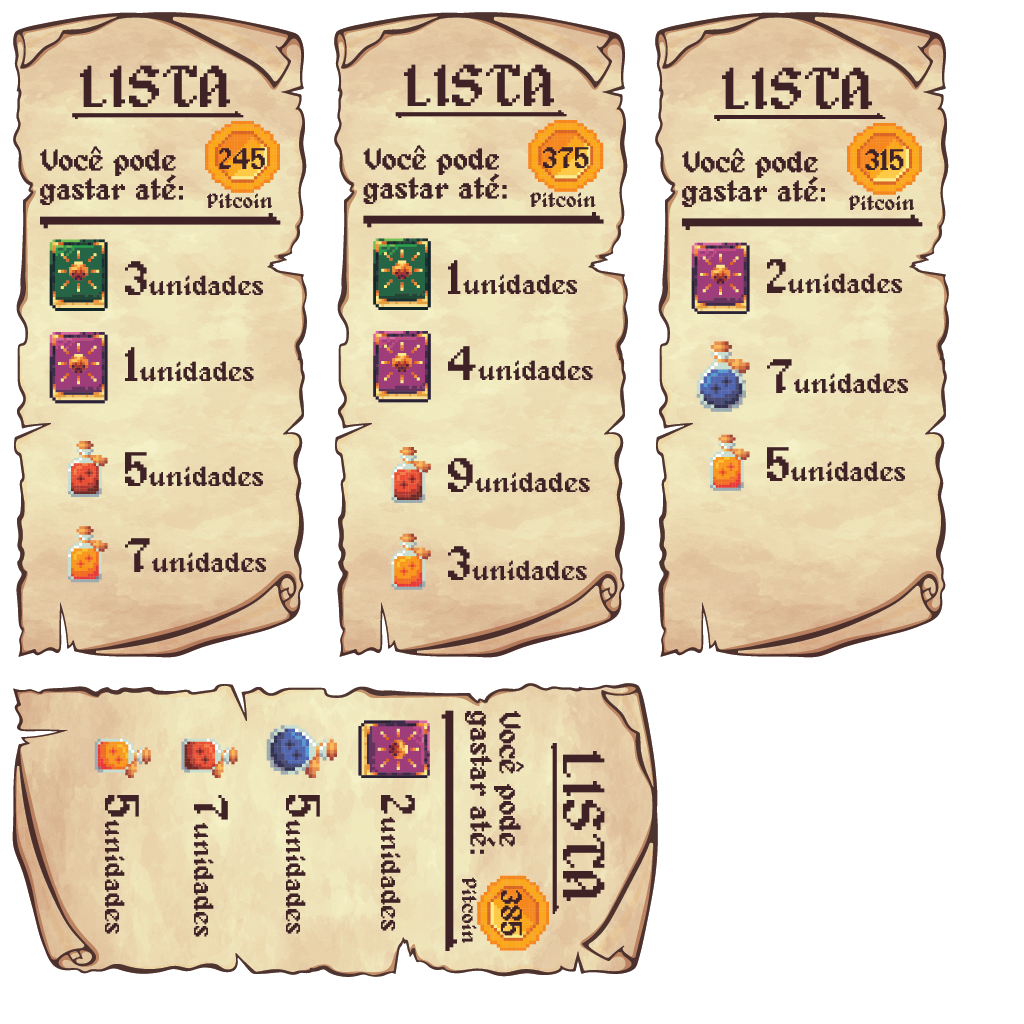 LISTA
Você pode
gastar até:
245
Pitcoin
3unidades
1unidades
5unidades
7unidades
LISTA
Você pode
gastar até:
375
Pitcoin
1unidades
4unidades
9unidades
3unidades
LISTA
Você pode
gastar até:
315
Pitcoin
2unidades
7unidades
5unidades
LISTA
Você pode
gastar até:
385
Pitcoin
2unidades
5unidades
7unidades
5unidades